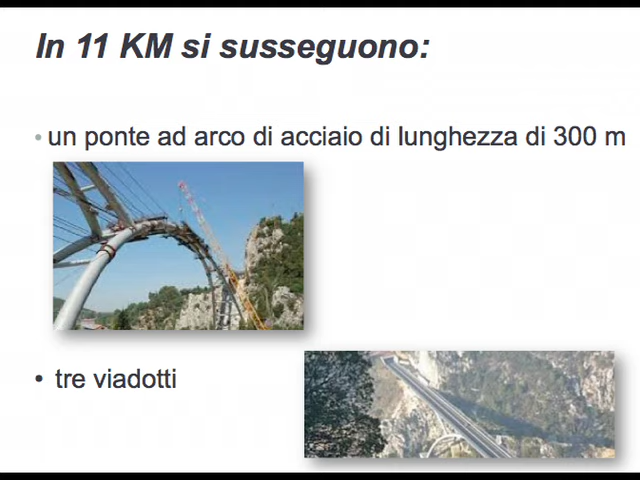 In 11 KM si susseguono:
• un ponte ad arco di acciaio di lunghezza di 300 m
• tre viadotti